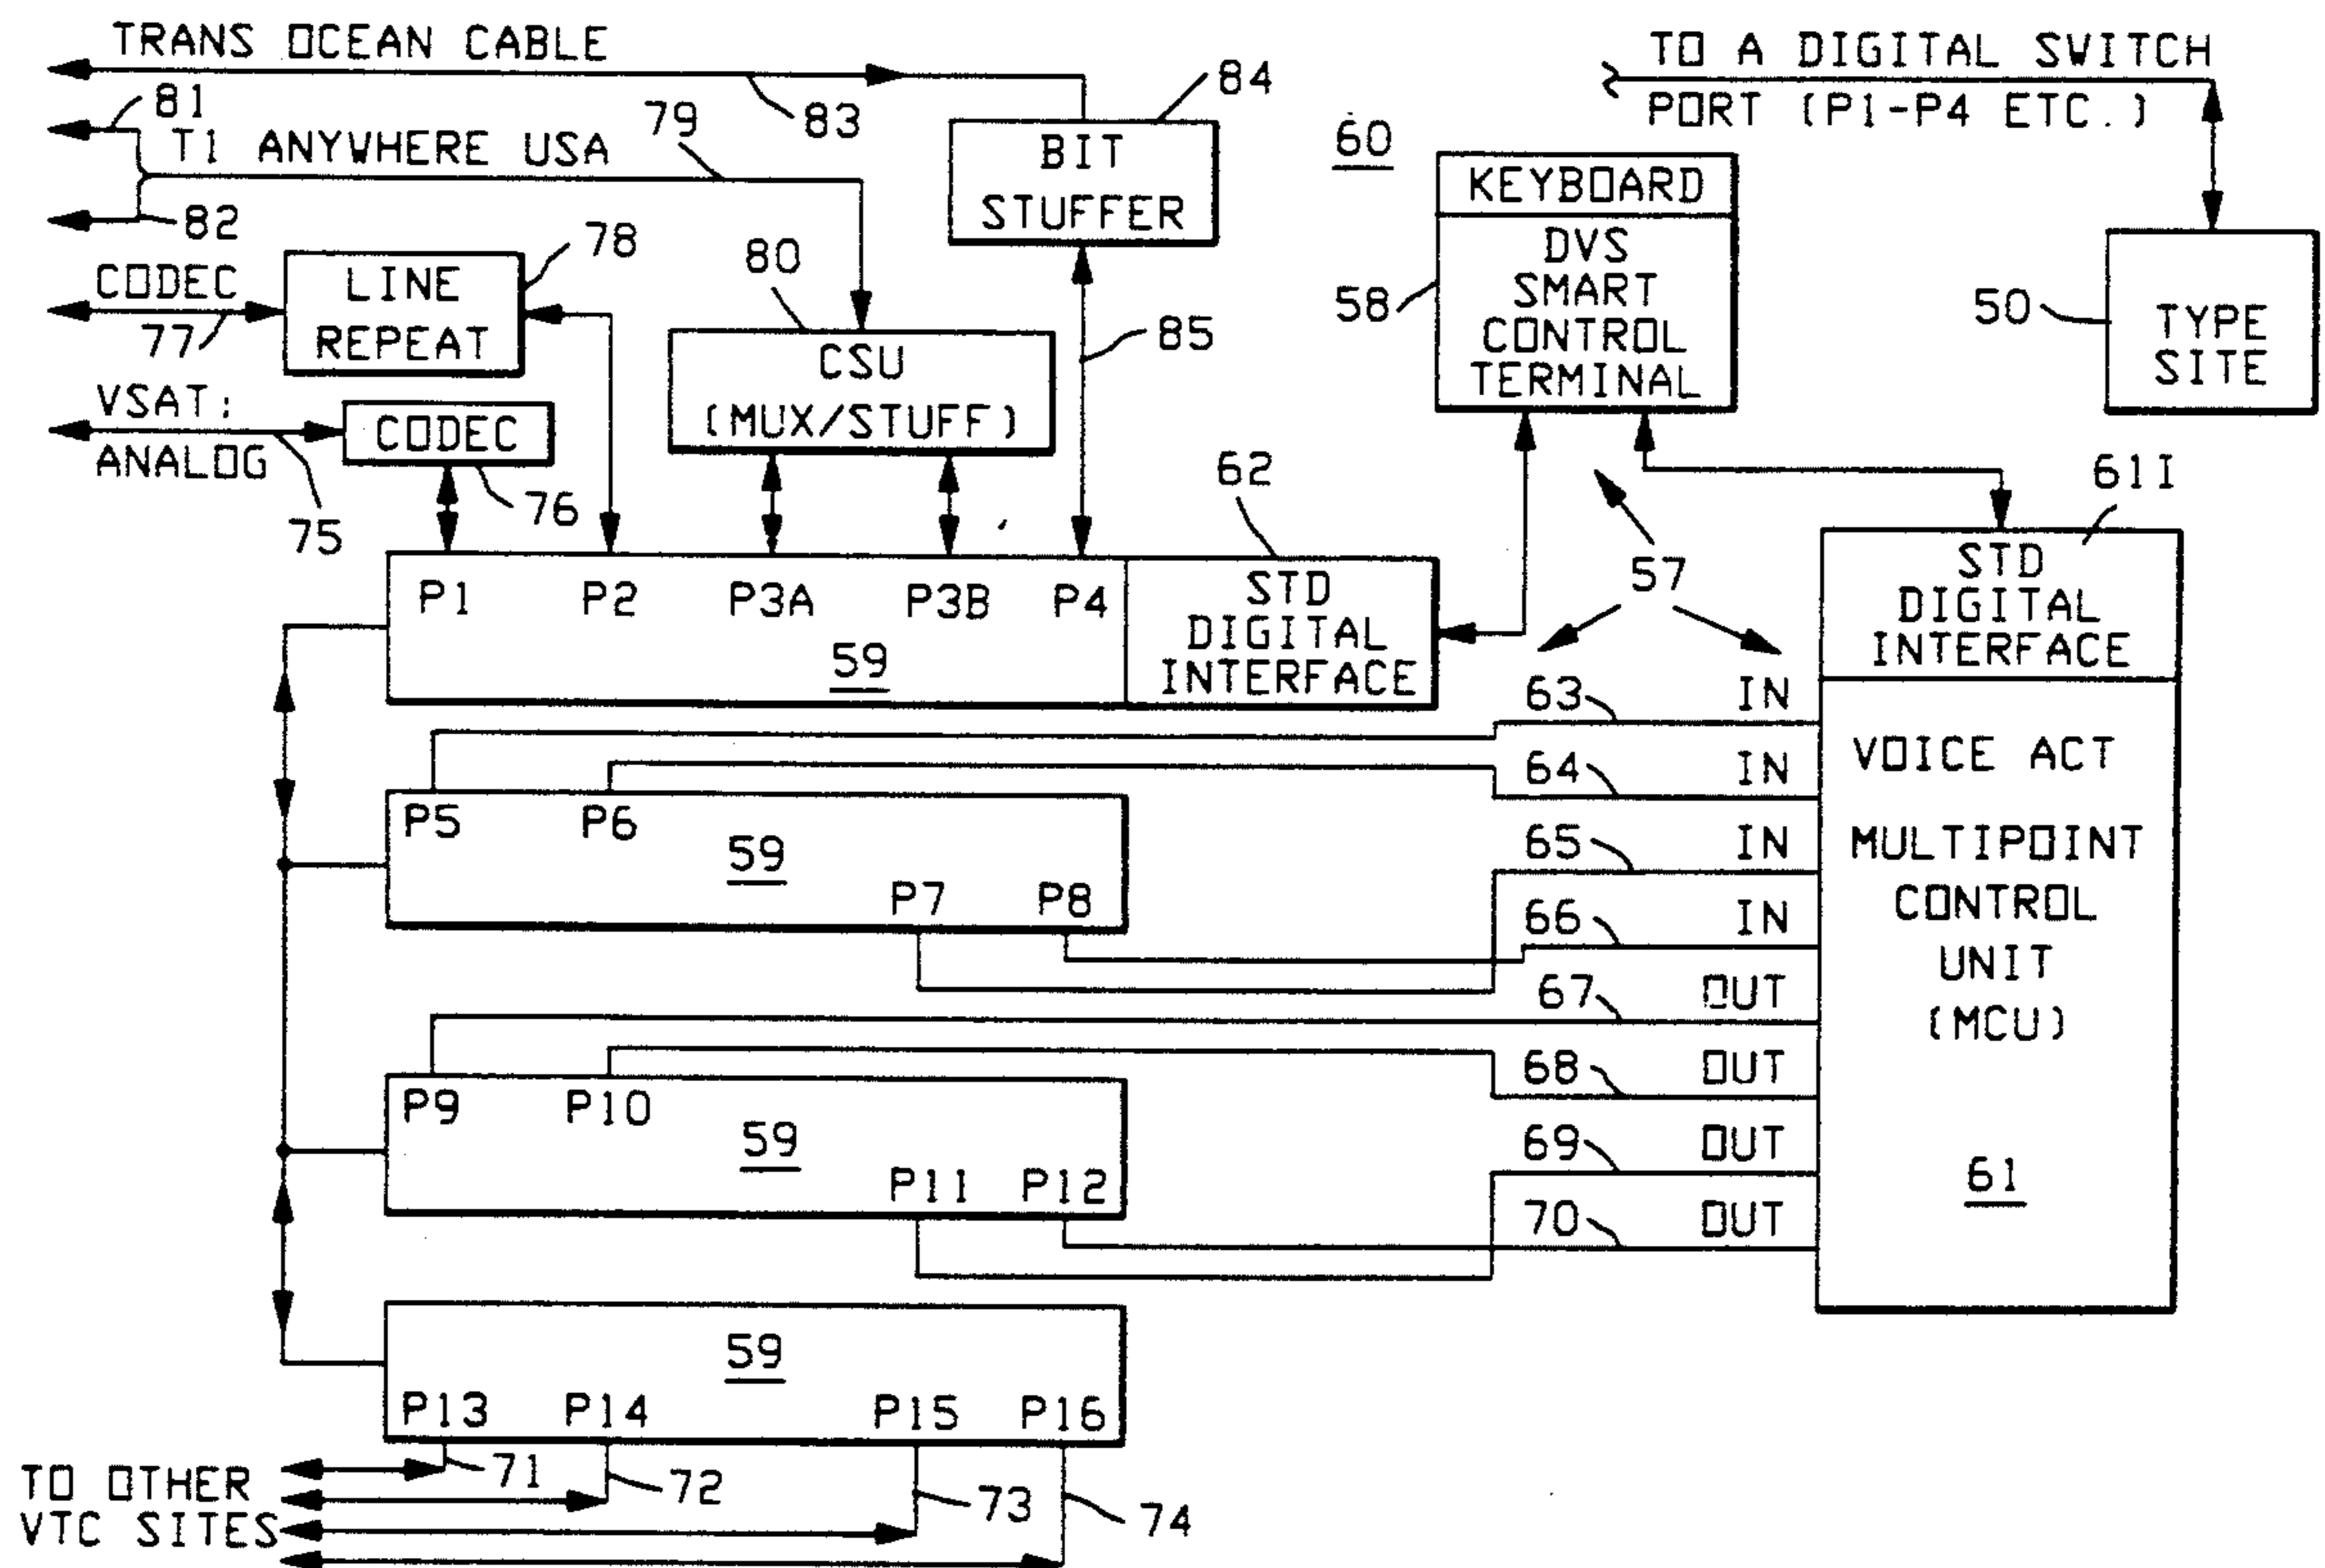 TRANS OCEAN CABLE
81
79
83
T1 ANYWHERE USA
82
84
BIT
STUFFER
60
TO A DIGITAL SWITCH
PORT (P1-P4 ETC.)
KEYBOARD
DVS
SMART
CONTROL
TERMINAL
58
50
TYPE
SITE
CODEC
77
LINE
REPEAT
78
80
CSU
(MUX/STUFF)
85
VSAT:
ANALOG
75
CODEC
76
62
57
61I
P1
P2
P3A
P3B
P4
59
STD
DIGITAL
INTERFACE
STD
DIGITAL
INTERFACE
63
IN
64
IN
65
IN
66
IN
67
OUT
68
OUT
69
OUT
70
OUT
VOICE ACT
MULTIPOINT
CONTROL
UNIT
(MCU)
61
P5
P6
59
P7
P8
P9
P10
59
P11
P12
59
P13
P14
P15
P16
TO OTHER
VTC SITES
71
72
73
74